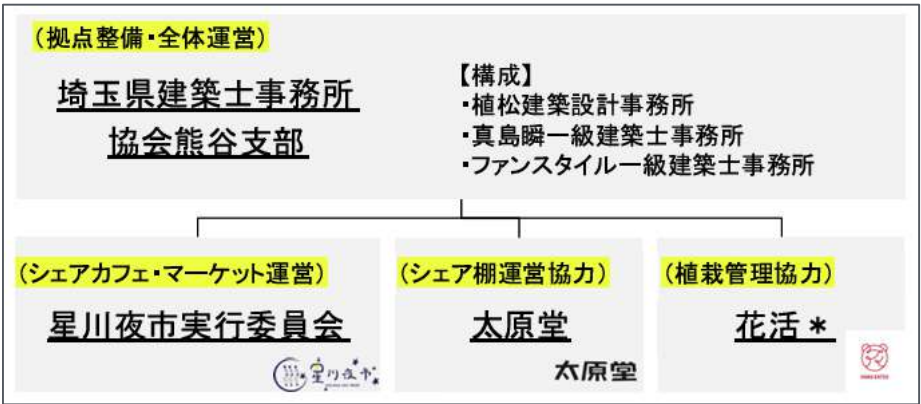 （拠点整備・全体運営）
埼玉県建築士事務所
協会熊谷支部
【構成】
・植松建築設計事務所
・真島瞬一級建築士事務所
・ファンスタイル一級建築士事務所
（シェアカフェ・マーケット運営）
星川夜市実行委員会
星川夜市
（シェア棚運営協力）
太原堂
太原堂
（植栽管理協力）
花活＊